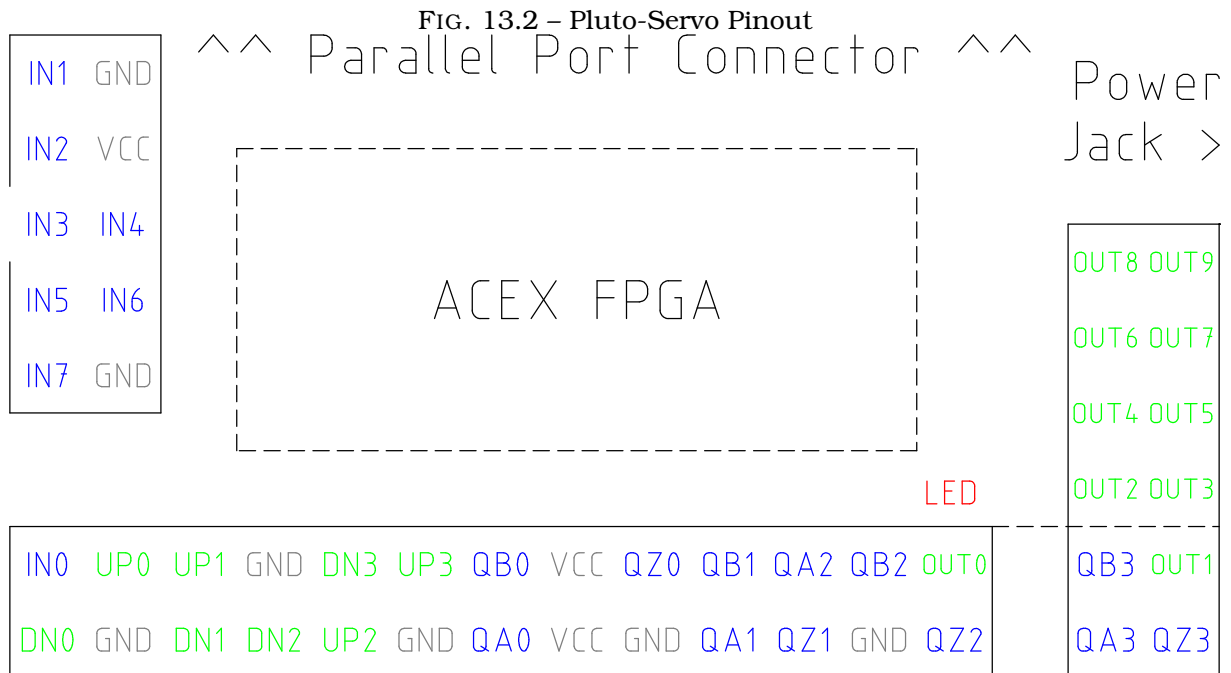 FIG. 13.2 – Pluto-Servo Pinout
^^ Parallel Port Connector ^^
Power
Jack >
IN1 GND
IN2 VCC
IN3 IN4
IN5 IN6
IN7 GND
ACEX FPGA
OUT8 OUT9
OUT6 OUT7
OUT4 OUT5
OUT2 OUT3
LED
IN0 UP0 UP1 GND DN3 UP3 QB0 VCC QZ0 QB1 QA2 QB2 OUT0
DN0 GND DN1 DN2 UP2 GND QA0 VCC GND QA1 QZ1 GND QZ2
QB3 OUT1
QA3 QZ3